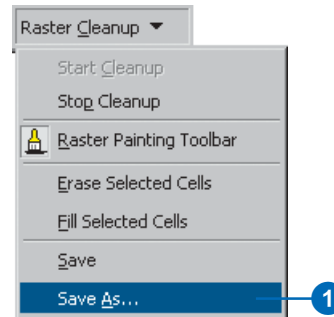 Raster Cleanup
Start Cleanup
Stop Cleanup
Raster Painting Toolbar
Erase Selected Cells
Fill Selected Cells
Save
Save As...
1